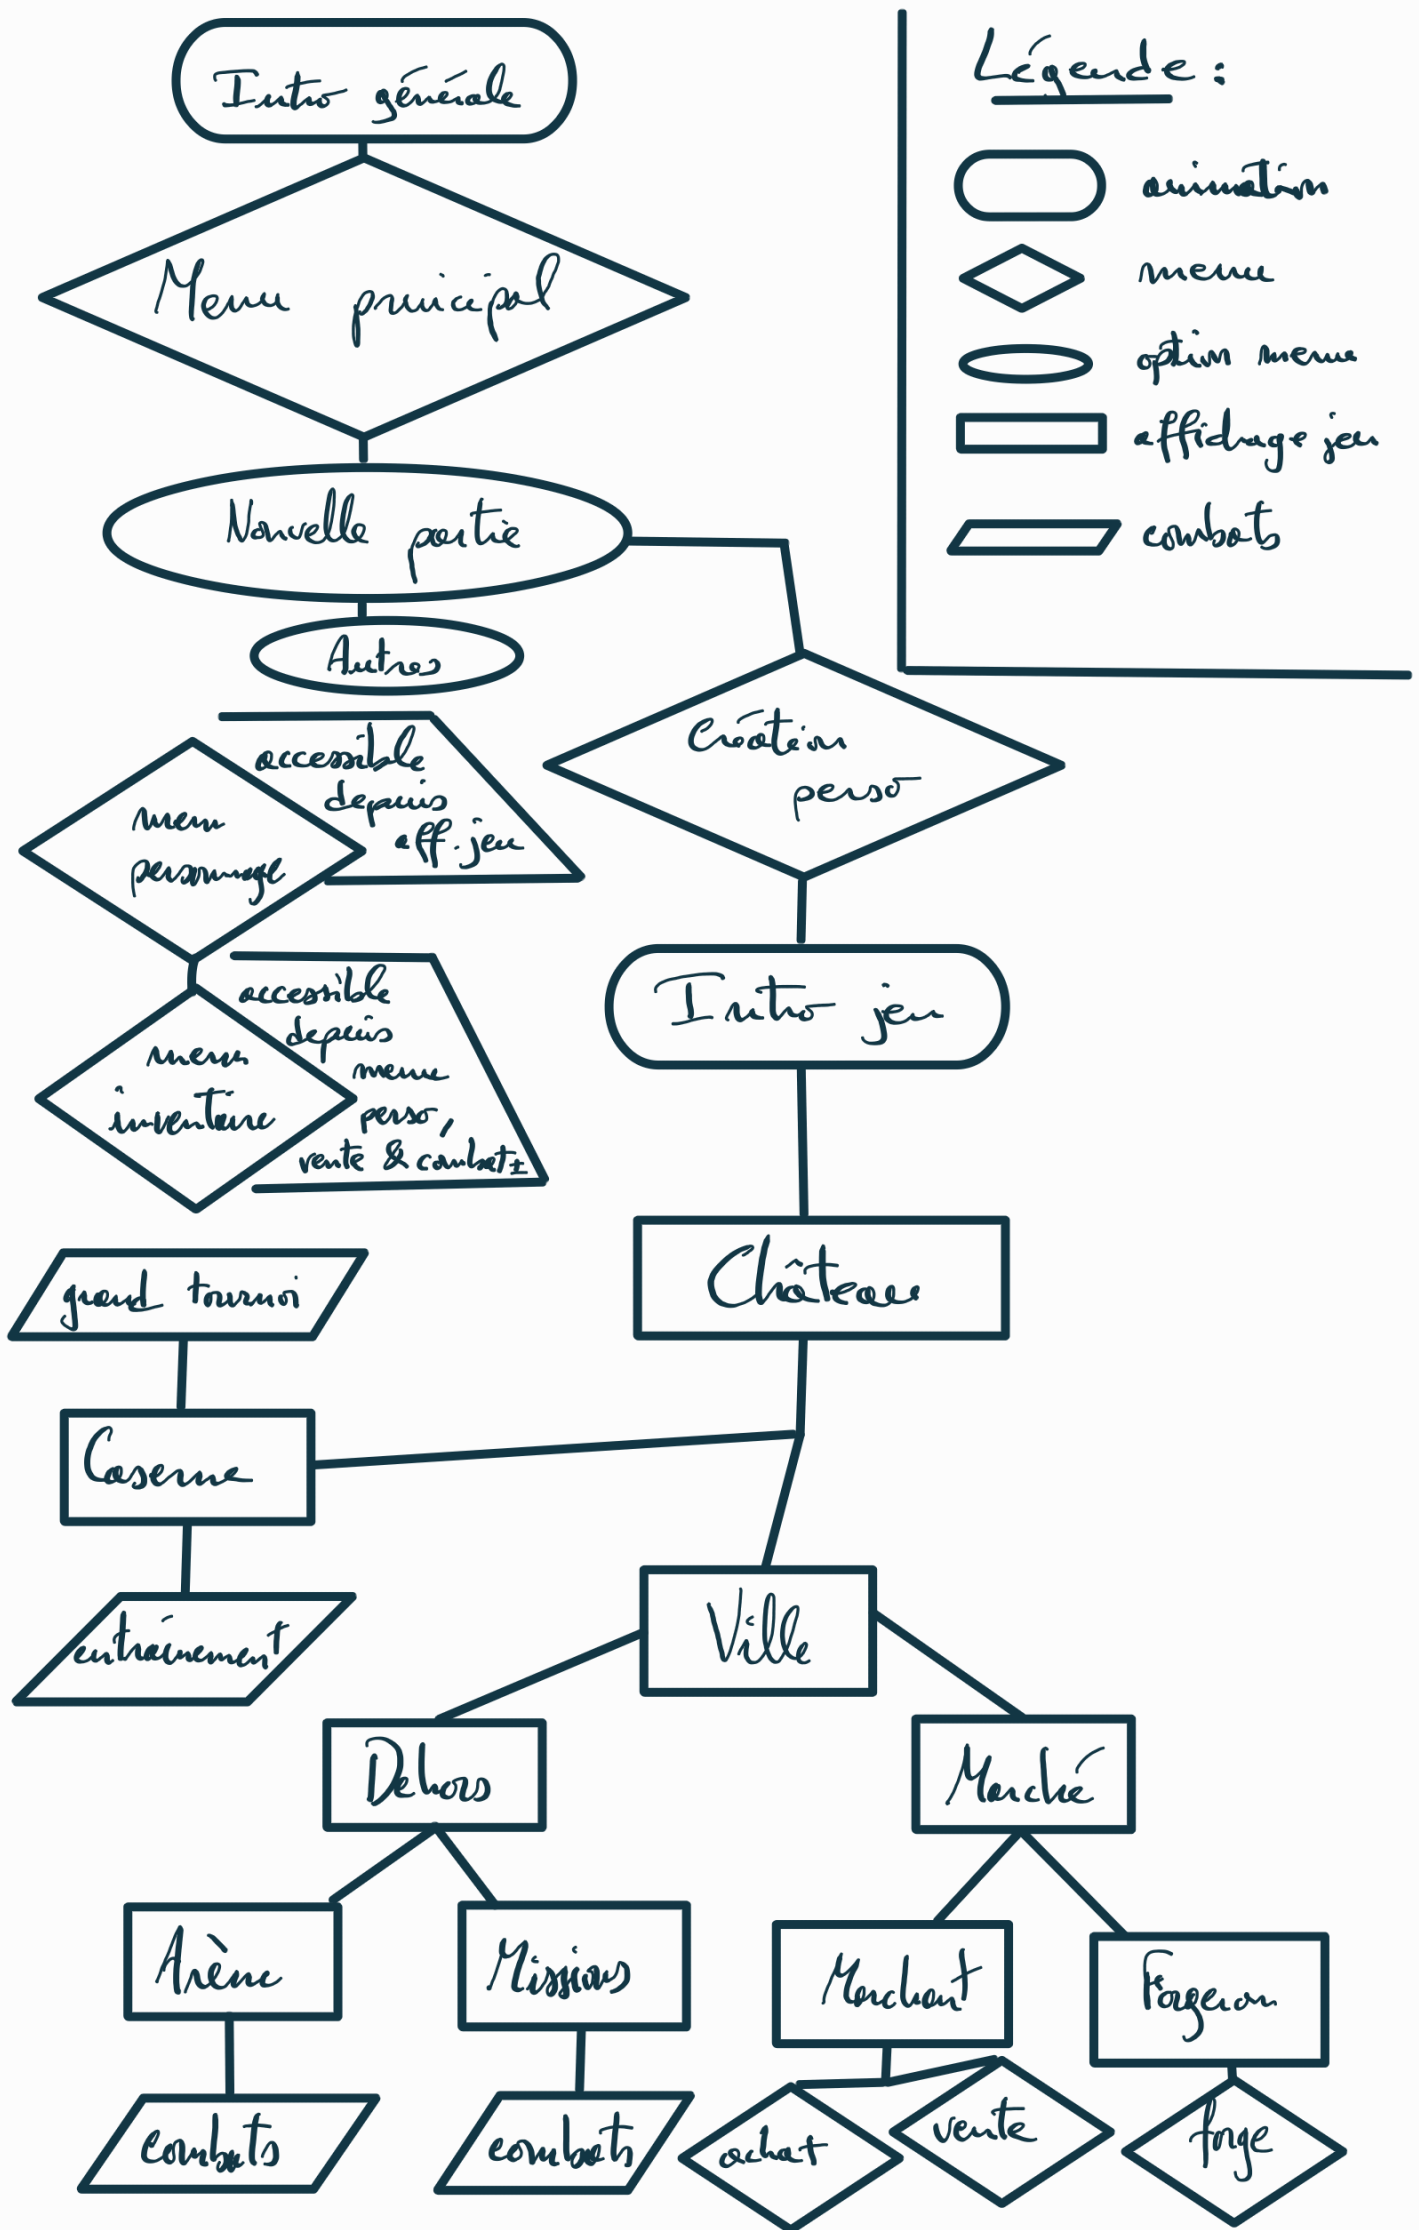 Intro générale
Légende :
animation
menu
option menu
affichage jeu
combats
Menu principal
Nouvelle partie
Autres
Création
perso
accessible
depuis
aff. jeu
menu
personnage
Intro jeu
accessible
depuis
menu
perso,
vente & combats
menu
inventaire
Château
grand tournoi
Caserne
entraînement
Ville
Dehors
Marché
Arène
Missions
Marchant
Forgeron
combats
combats
achat
vente
forge